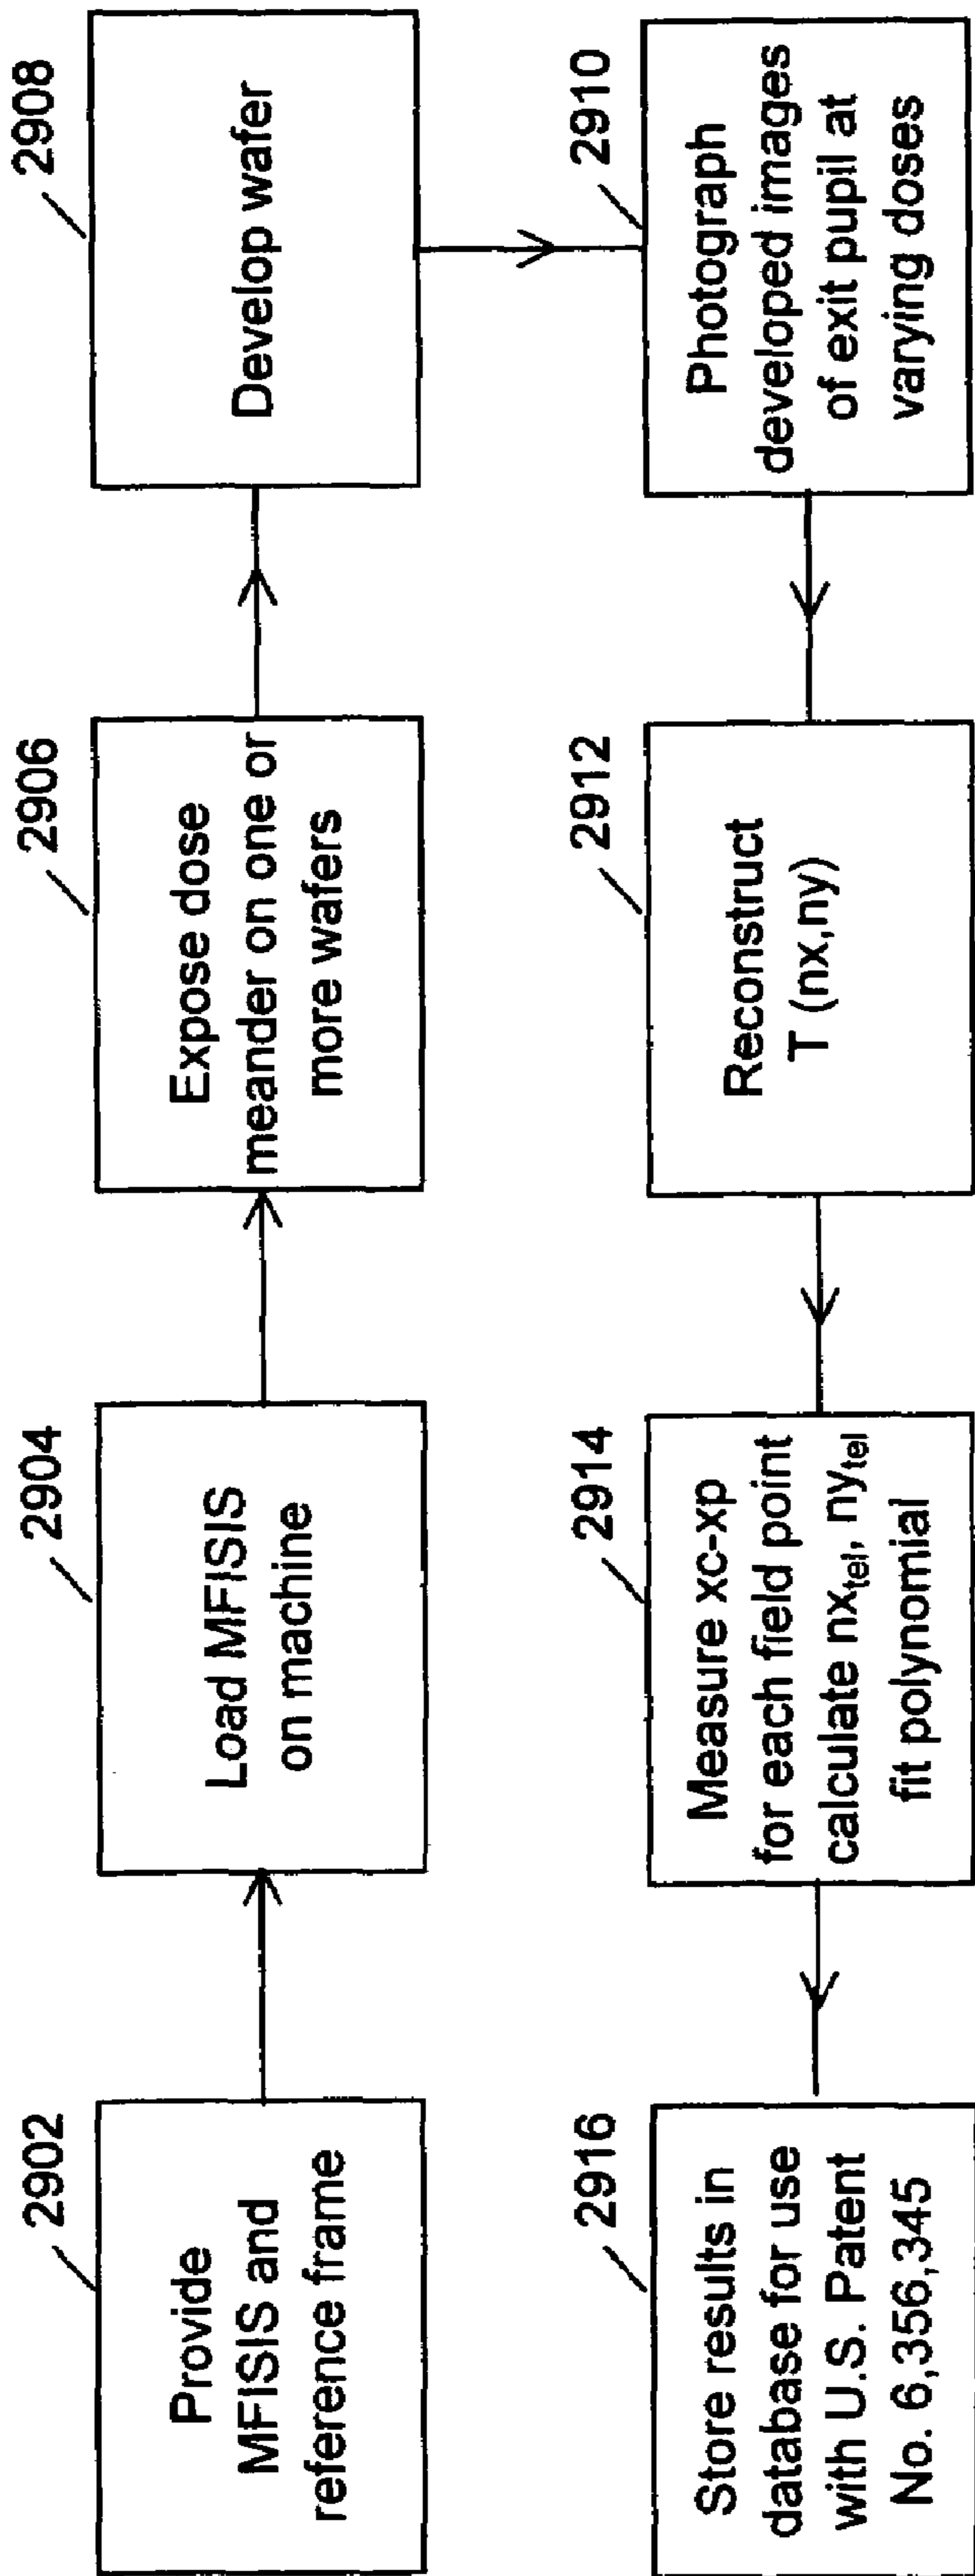 2902
Provide
MFISIS and
reference frame
2904
Load MFISIS
on machine
2906
Expose dose
meander on one or
more wafers
2908
Develop wafer
2910
Photograph
developed images
of exit pupil at
varying doses
2912
Reconstruct
T (nx,ny)
2914
Measure xc-xp
for each field point
calculate nx_tel, ny_tel
fit polynomial
2916
Store results in
database for use
with U.S. Patent
No. 6,356,345